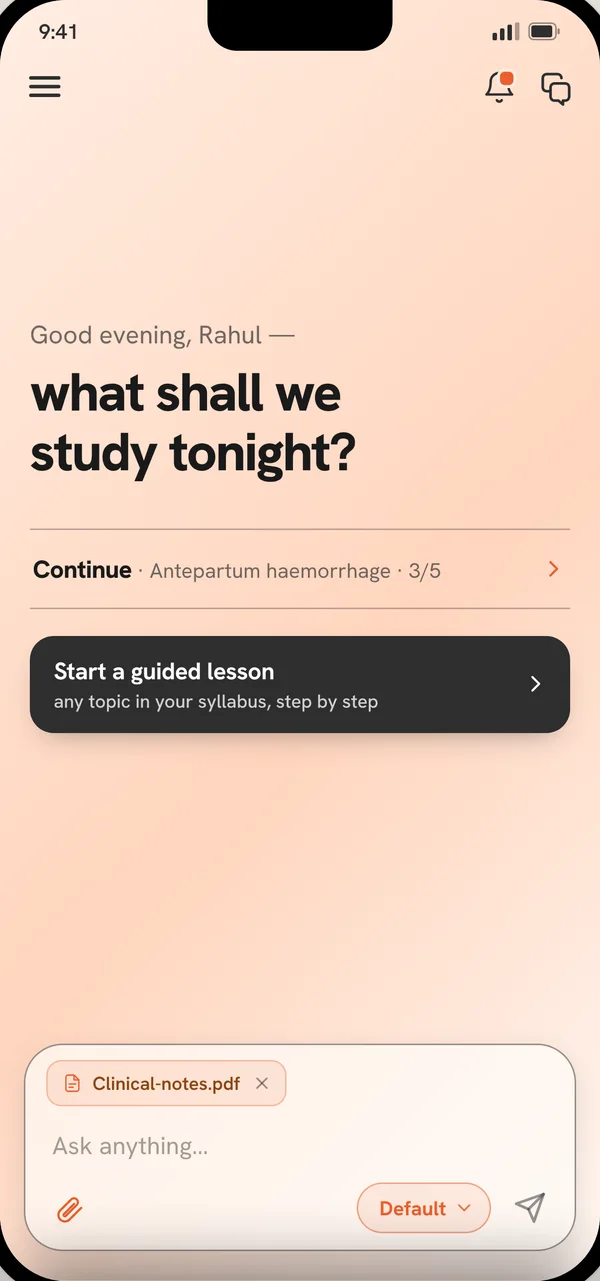 9:41
Good evening, Rahul —
what shall we
study tonight?
Continue · Antepartum haemorrhage · 3/5
Start a guided lesson
any topic in your syllabus, step by step
Clinical-notes.pdf
Ask anything...
Default